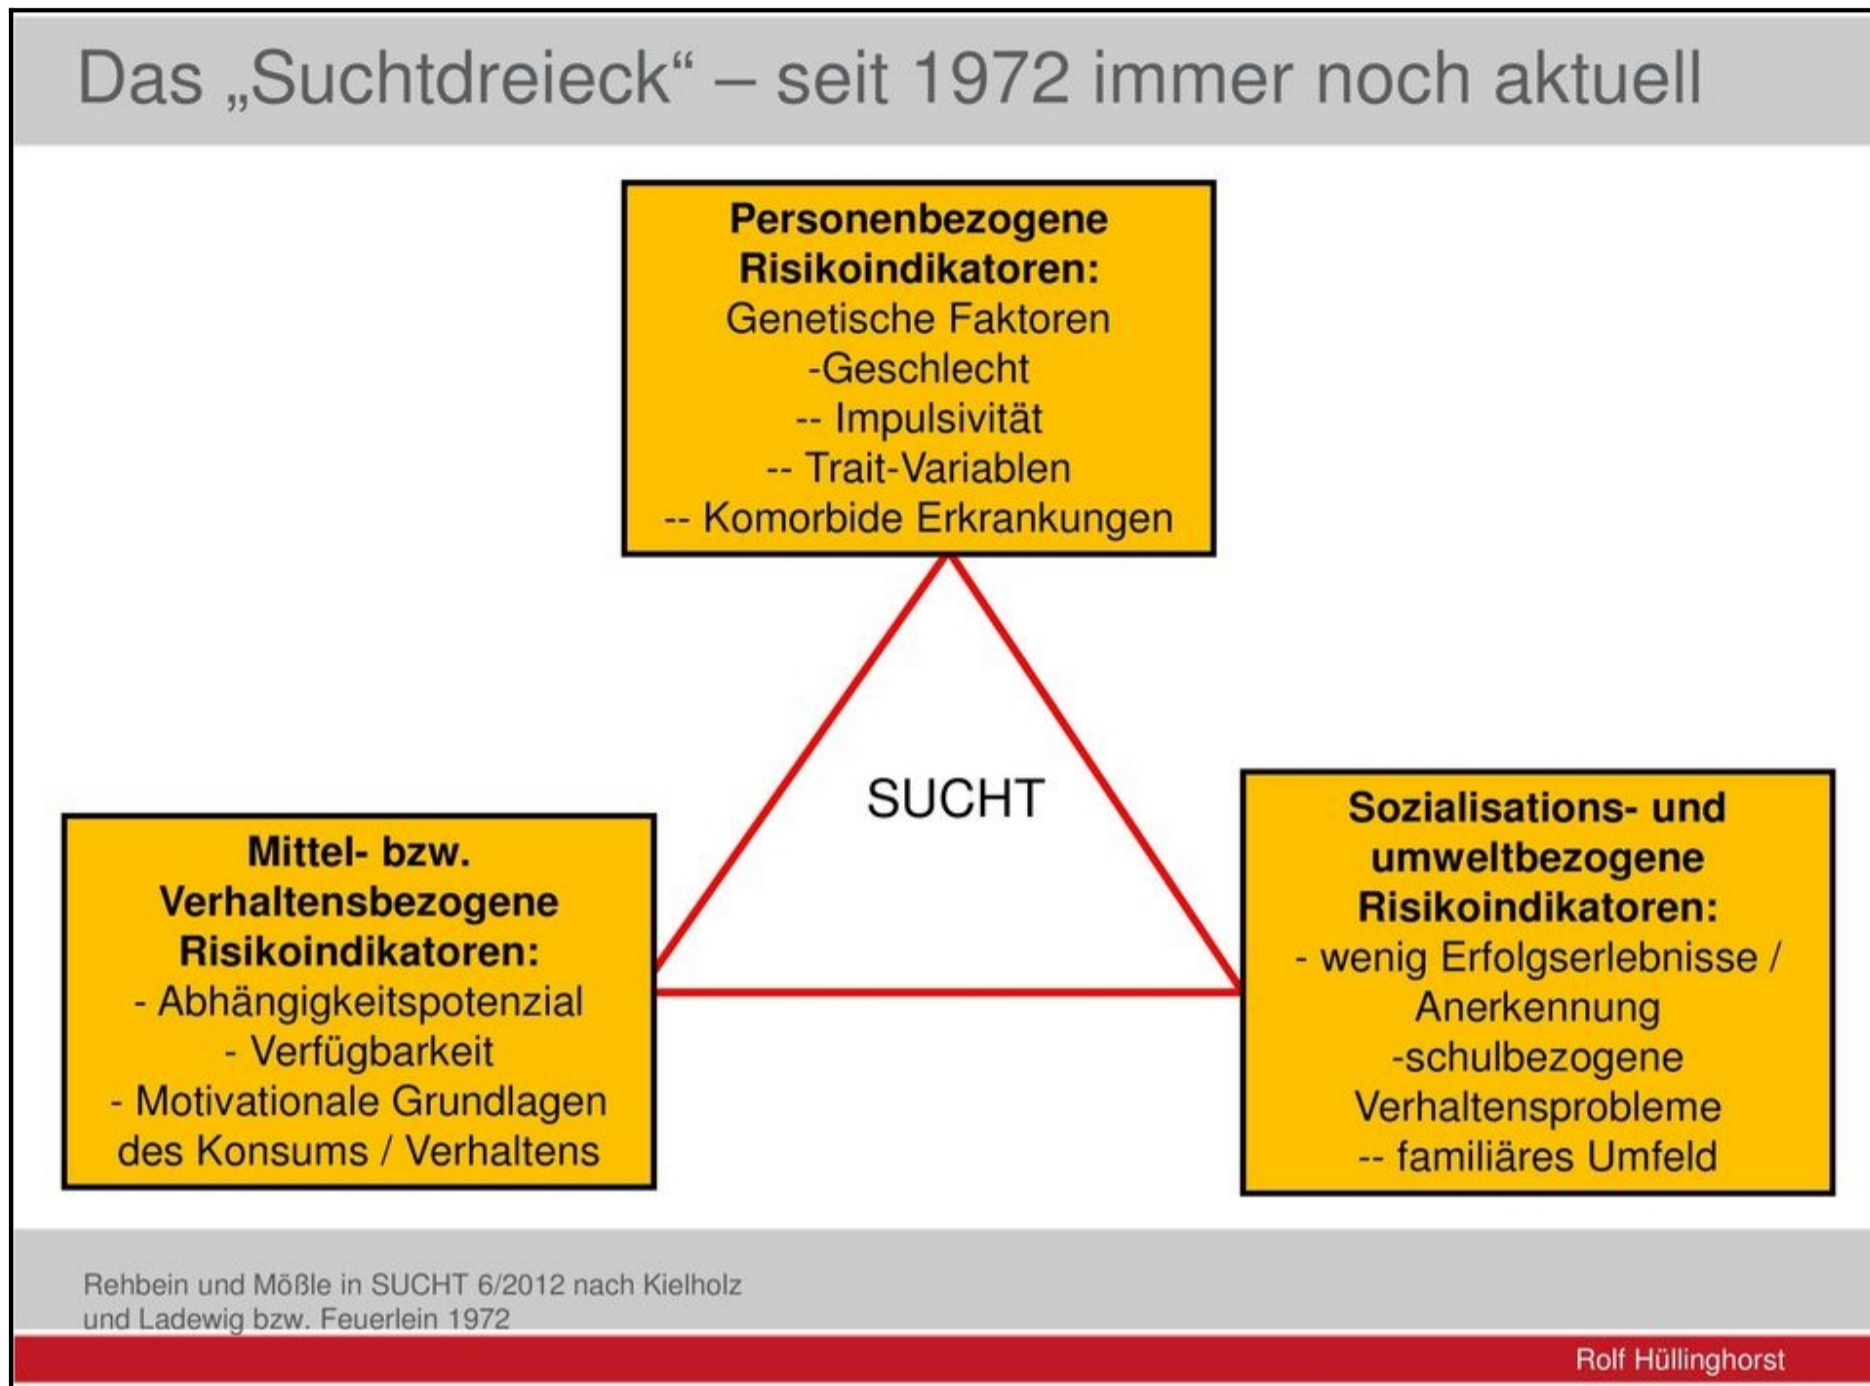 Das „Suchtdreieck“ – seit 1972 immer noch aktuell
Personenbezogene
Risikoindikatoren:
Genetische Faktoren
-Geschlecht
-- Impulsivität
-- Trait-Variablen
-- Komorbide Erkrankungen
SUCHT
Mittel- bzw.
Verhaltensbezogene
Risikoindikatoren:
- Abhängigkeitspotenzial
- Verfügbarkeit
- Motivationale Grundlagen
des Konsums / Verhaltens
Sozialisations- und
umweltbezogene
Risikoindikatoren:
- wenig Erfolgserlebnisse /
Anerkennung
-schulbezogene
Verhaltensprobleme
-- familiäres Umfeld
Rehbein und Mößle in SUCHT 6/2012 nach Kielholz
und Ladewig bzw. Feuerlein 1972
Rolf Hüllinghorst